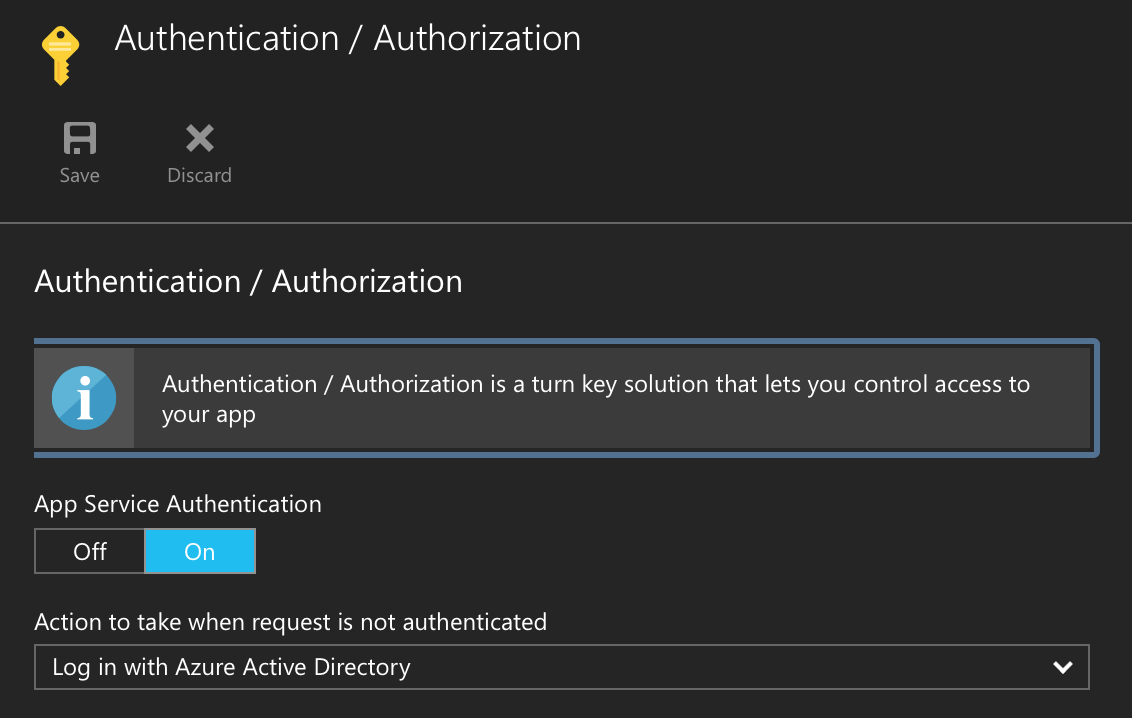 Authentication / Authorization
Save
Discard
Authentication / Authorization
Authentication / Authorization is a turn key solution that lets you control access to
your app
App Service Authentication
Off
On
Action to take when request is not authenticated
Log in with Azure Active Directory